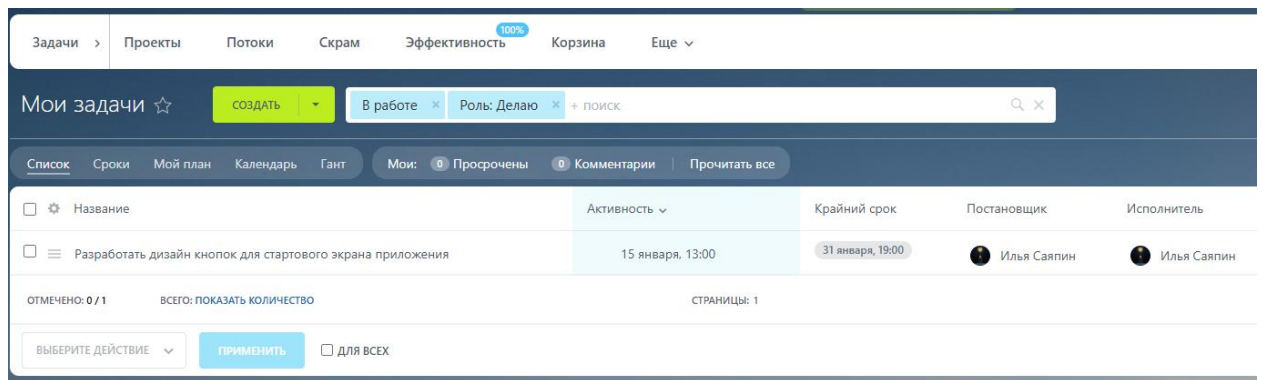 Задачи > Проекты Потоки Скрам Эффективность 100% Корзина Еще
Мои задачи СОЗДАТЬ В работе × Роль: Делаю × + поиск
Список Сроки Мой план Календарь Гант Мои: 0 Просрочены 0 Комментарии Прочитать все
Название Активность Крайний срок Постановщик Исполнитель
Разработать дизайн кнопок для стартового экрана приложения 15 января, 13:00 31 января, 19:00 Илья Саяпин Илья Саяпин
ОТМЕЧЕНО: 0 / 1 ВСЕГО: ПОКАЗАТЬ КОЛИЧЕСТВО СТРАНИЦЫ: 1
ВЫБЕРИТЕ ДЕЙСТВИЕ ПРИМЕНИТЬ ДЛЯ ВСЕХ